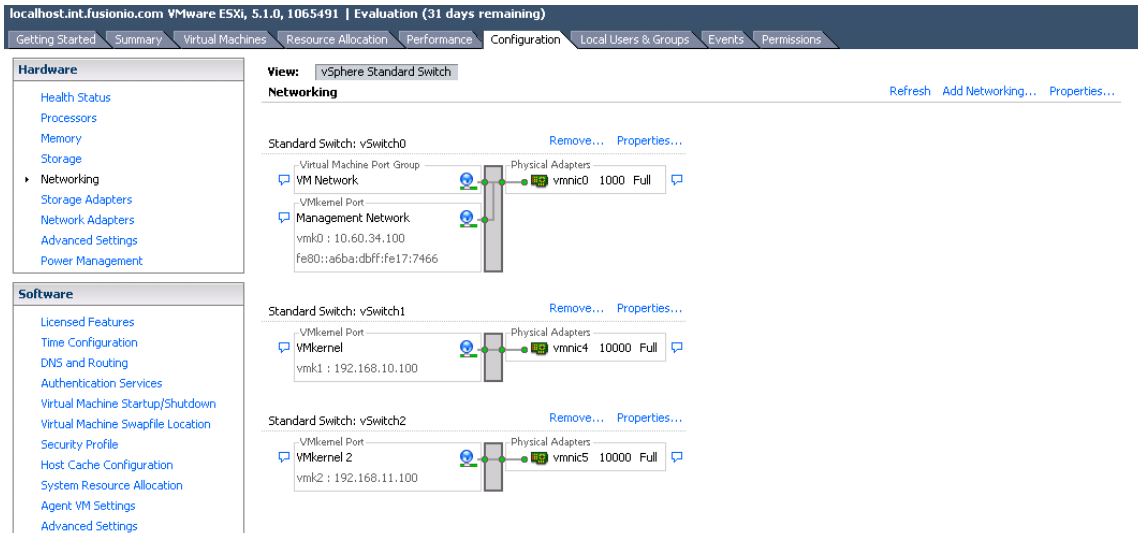 localhost.int.fusionio.com VMware ESXi, 5.1.0, 1065491 | Evaluation (31 days remaining)
Getting Started Summary Virtual Machines Resource Allocation Performance Configuration Local Users & Groups Events Permissions
Hardware
Health Status
Processors
Memory
Storage
Networking
Storage Adapters
Network Adapters
Advanced Settings
Power Management
Software
Licensed Features
Time Configuration
DNS and Routing
Authentication Services
Virtual Machine Startup/Shutdown
Virtual Machine Swapfile Location
Security Profile
Host Cache Configuration
System Resource Allocation
Agent VM Settings
Advanced Settings
View: vSphere Standard Switch
Networking Refresh Add Networking... Properties...
Standard Switch: vSwitch0 Remove... Properties...
Virtual Machine Port Group Physical Adapters
VM Network vmnic0 1000 Full
VMkernel Port
Management Network
vmk0 : 10.60.34.100
fe80::a6ba:dbff:fe17:7466
Standard Switch: vSwitch1 Remove... Properties...
VMkernel Port Physical Adapters
VMkernel vmnic4 10000 Full
vmk1 : 192.168.10.100
Standard Switch: vSwitch2 Remove... Properties...
VMkernel Port Physical Adapters
VMkernel 2 vmnic5 10000 Full
vmk2 : 192.168.11.100